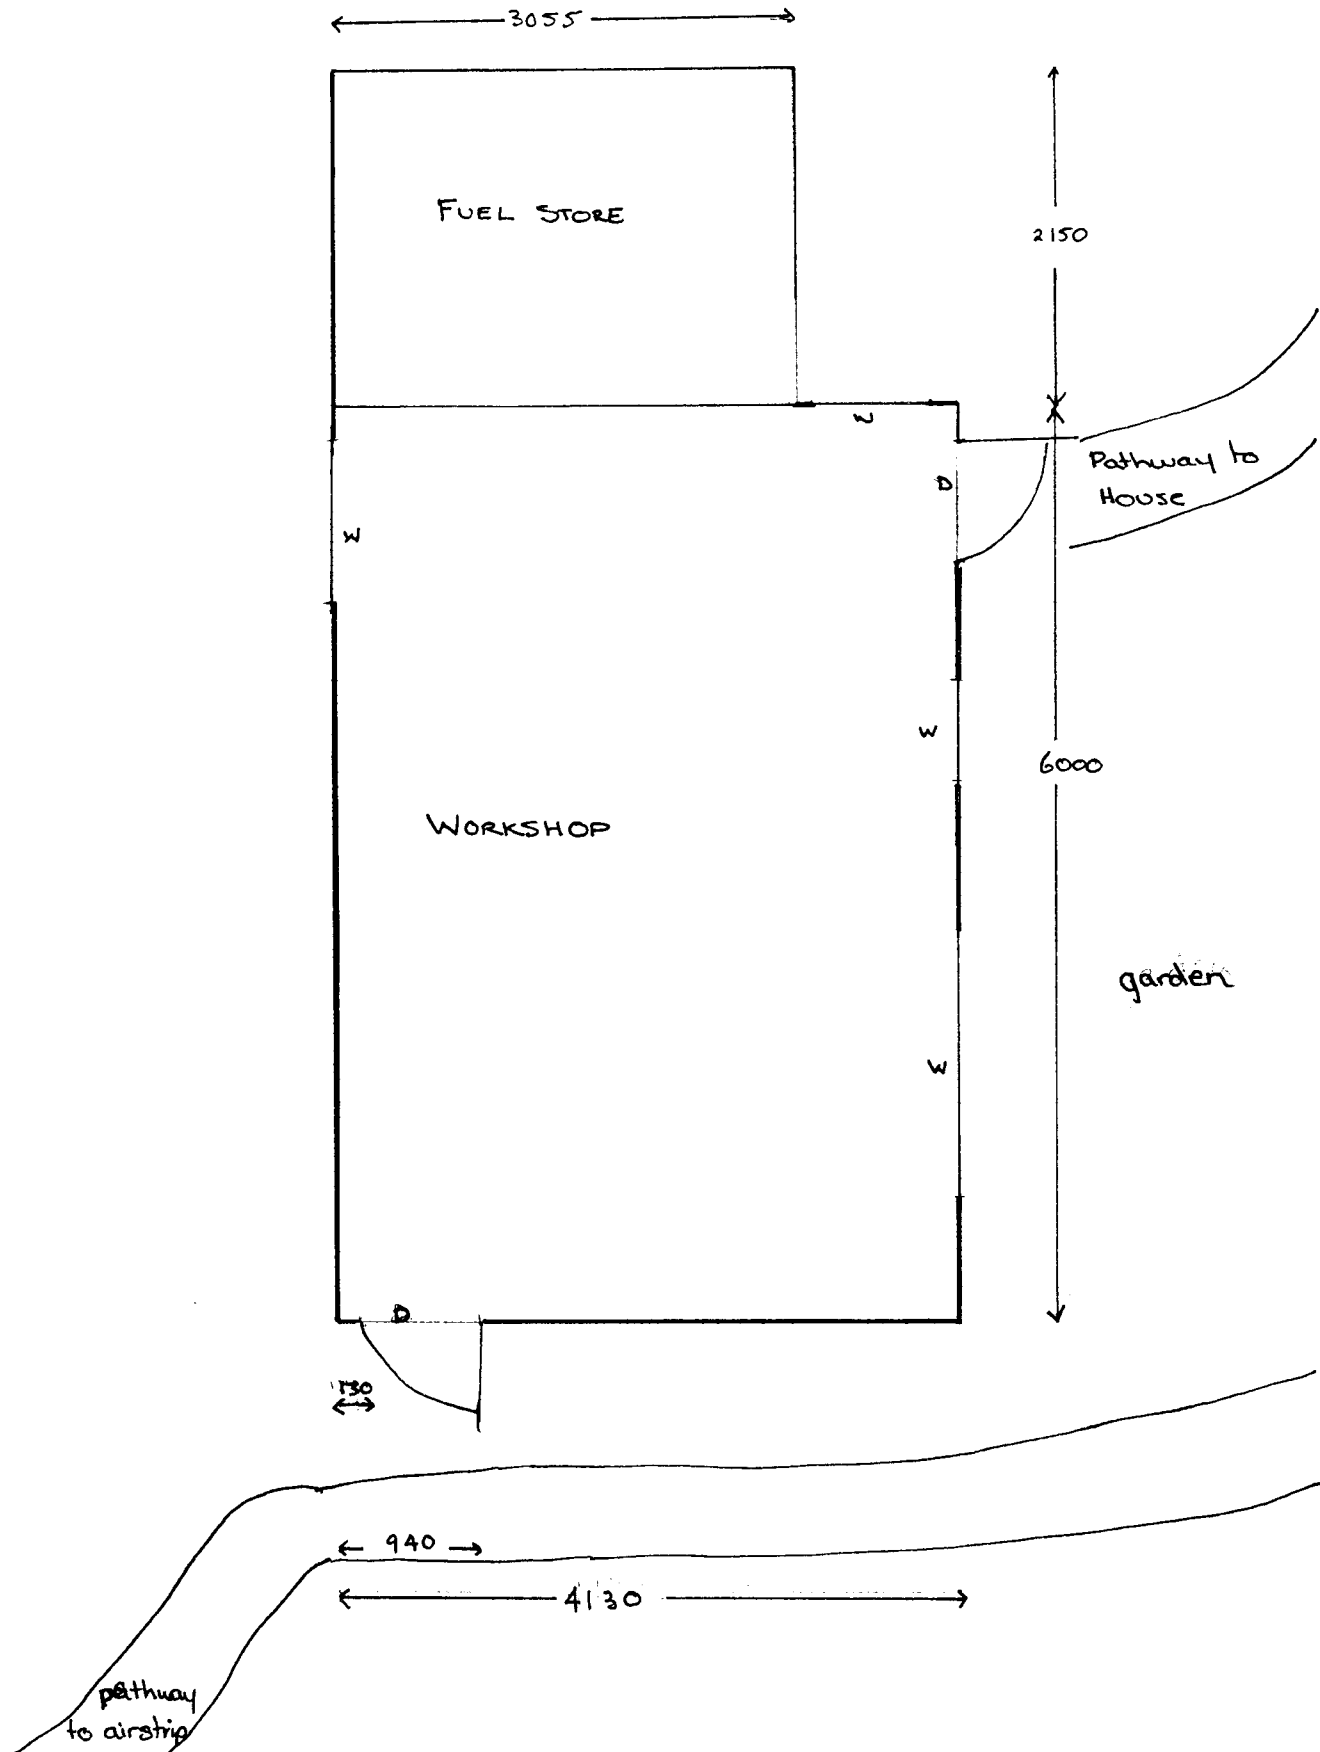 3055
FUEL STORE
2150
W
Pathway to
House
D
W
W
6000
WORKSHOP
garden
W
D
130
940
4130
pathway
to airstrip